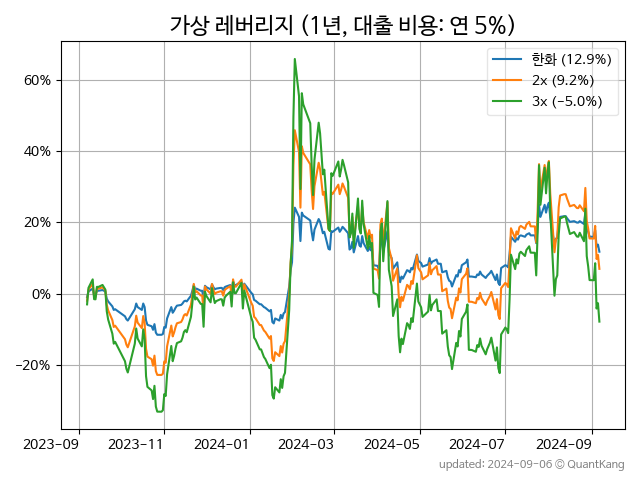 가상 레버리지 (1년, 대출 비용: 연 5%)
한화 (12.9%)
2x (9.2%)
3x (−5.0%)
60%
40%
20%
0%
−20%
2023-09 2023-11 2024-01 2024-03 2024-05 2024-07 2024-09
updated: 2024-09-06 © QuantKang